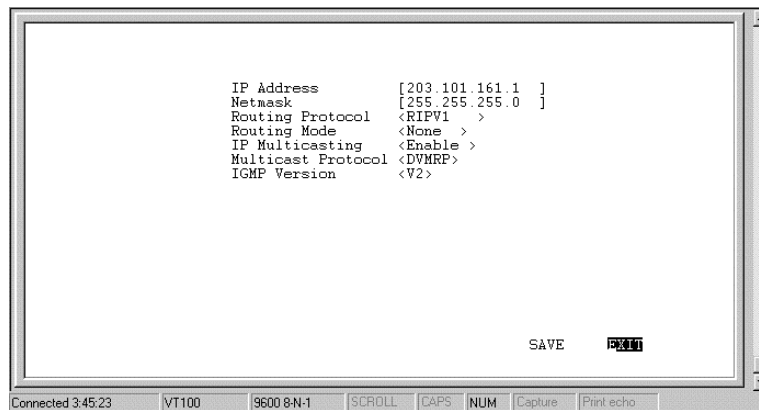 IP Address [203.101.161.1 ]
Netmask [255.255.255.0 ]
Routing Protocol <RIPV1 >
Routing Mode <None >
IP Multicasting <Enable >
Multicast Protocol <DVMRP>
IGMP Version <V2>
SAVE EXIT
Connected 3:45:23 VT100 9600 8-N-1 SCROLL CAPS NUM Capture Print echo